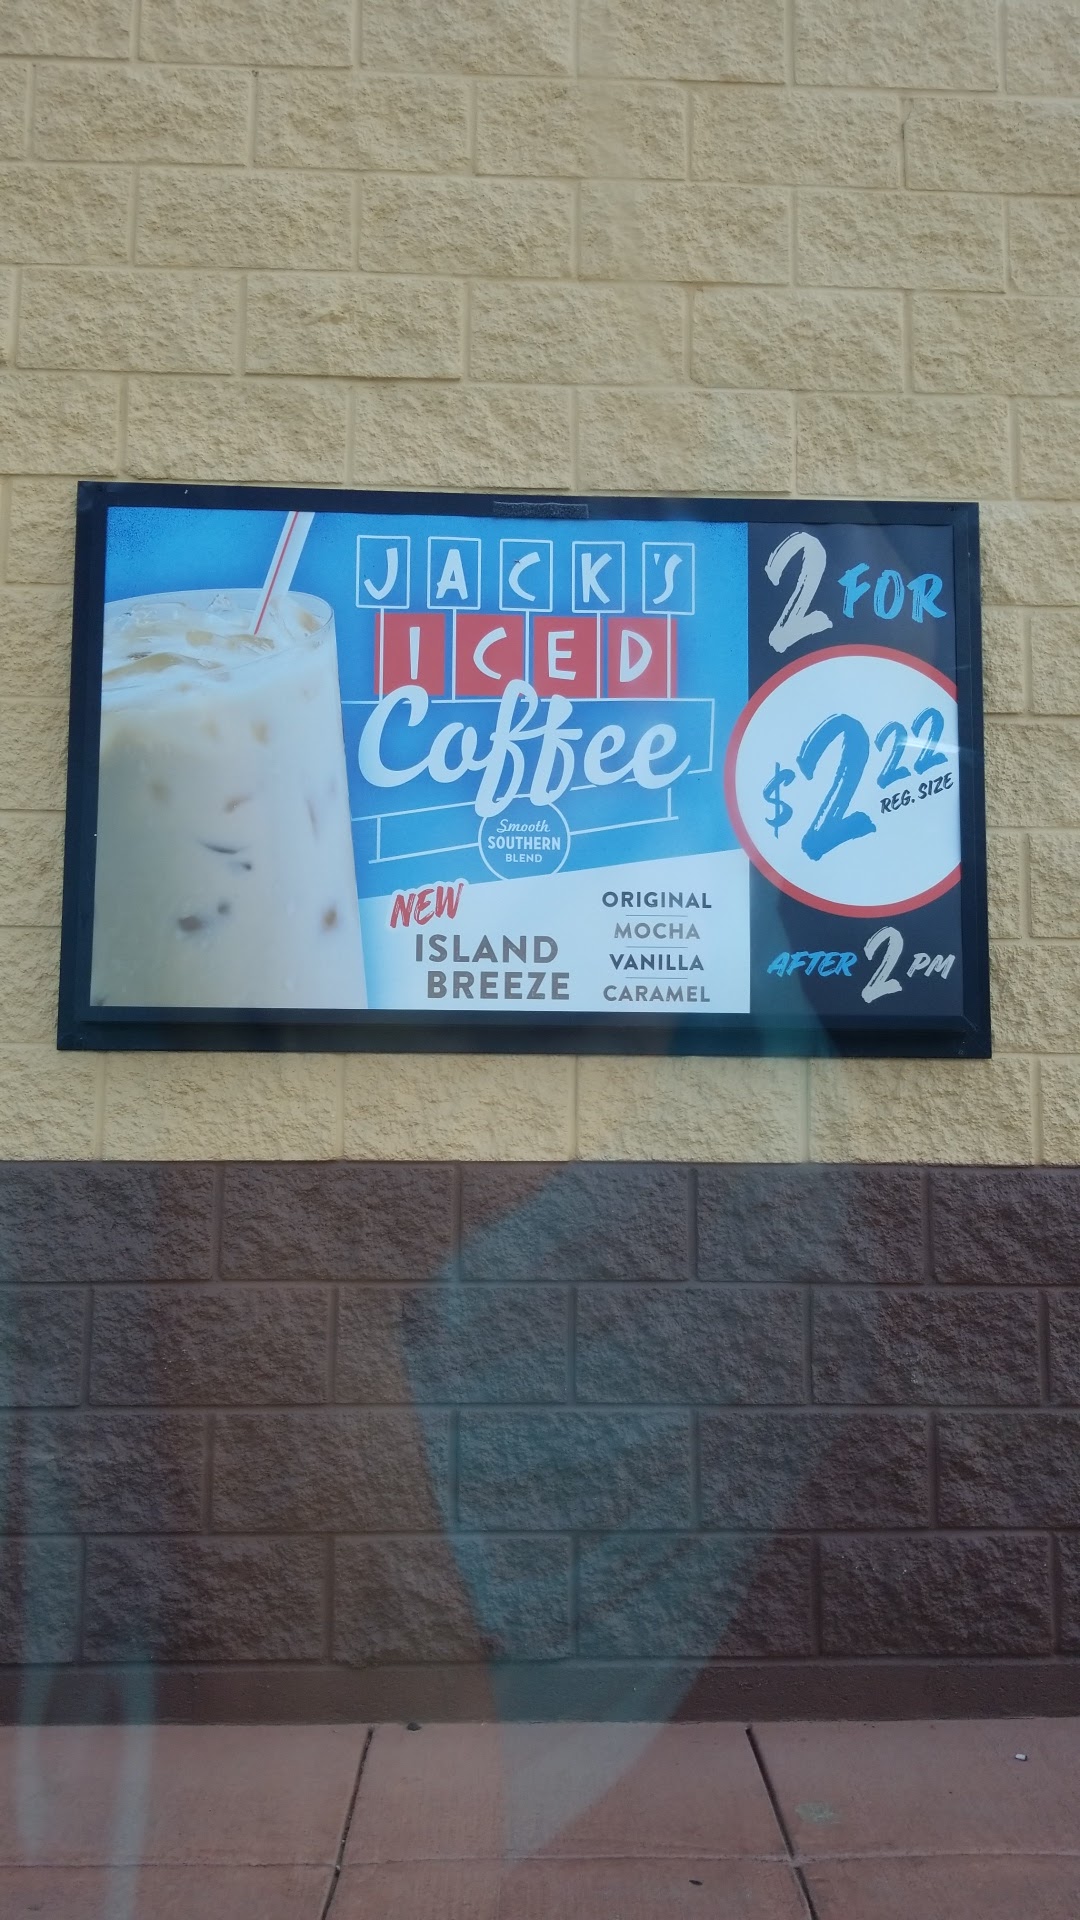 JACK'S
ICED
Coffee
Smooth
SOUTHERN
BLEND
NEW
ISLAND
BREEZE
ORIGINAL
MOCHA
VANILLA
CARAMEL
2 FOR
$2 22
REG. SIZE
AFTER 2 PM